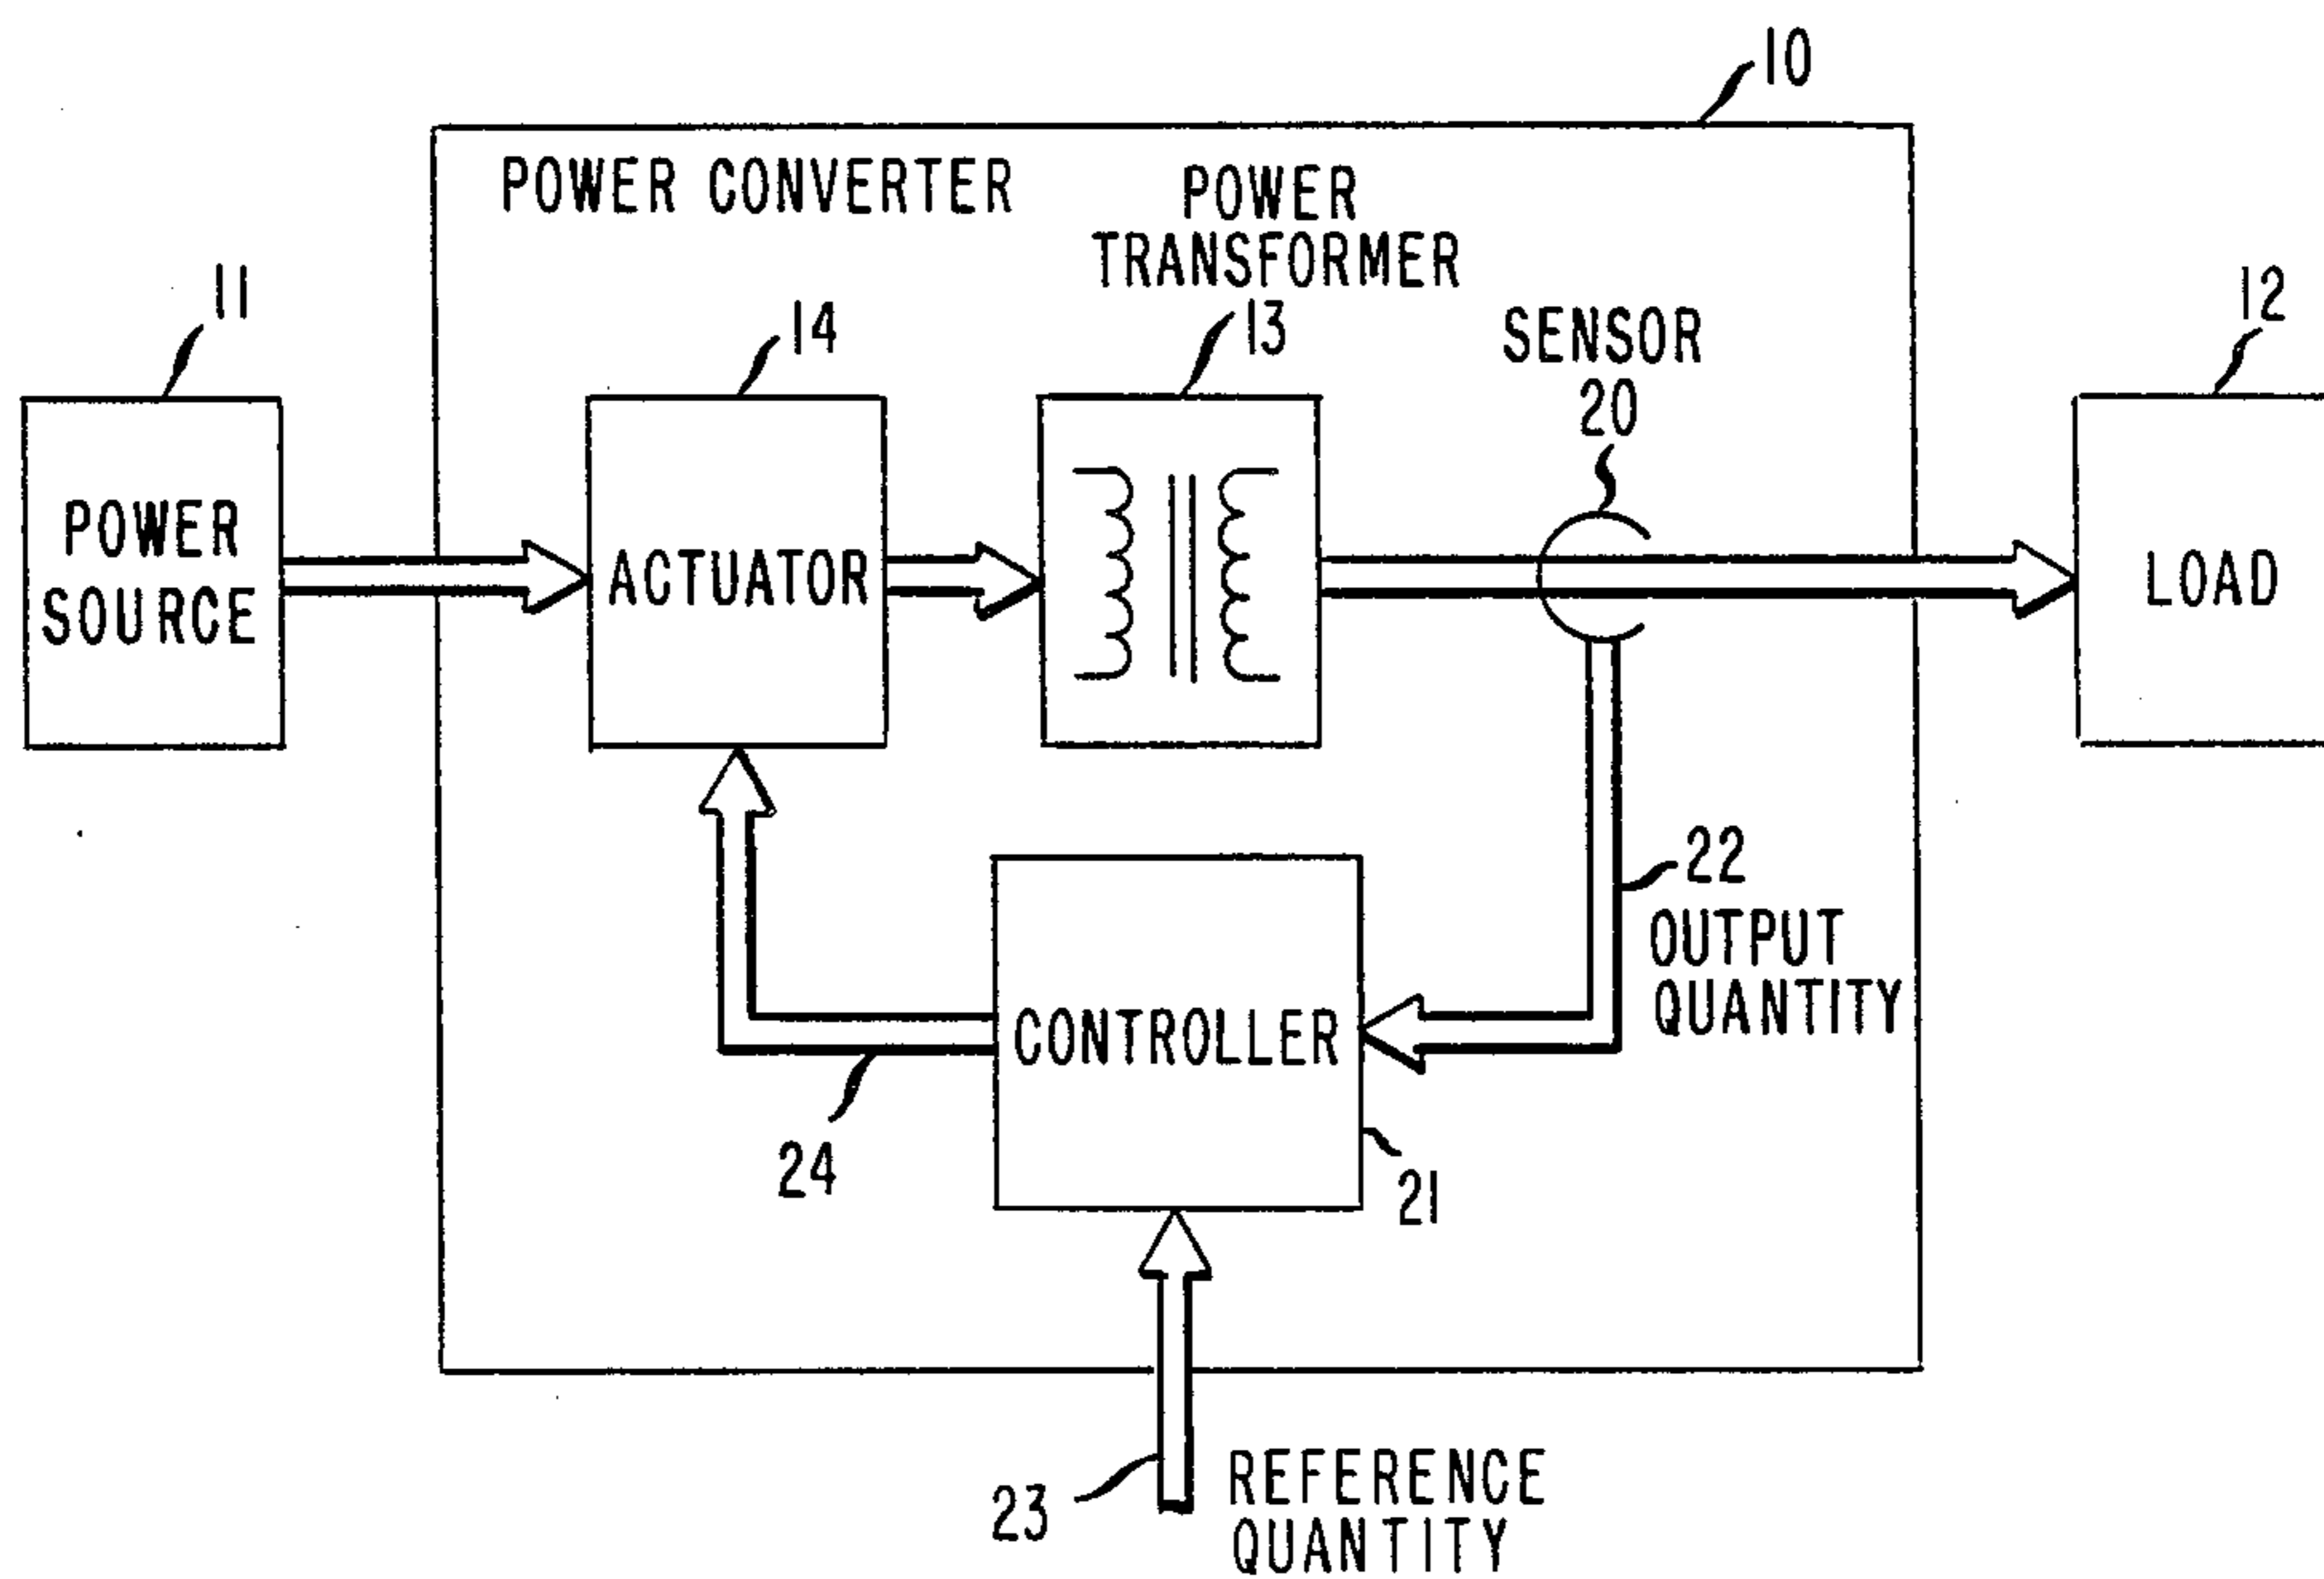 10
POWER CONVERTER
POWER
TRANSFORMER
13
11
14
SENSOR
20
12
POWER
SOURCE
ACTUATOR
LOAD
22
OUTPUT
QUANTITY
CONTROLLER
24
21
23
REFERENCE
QUANTITY